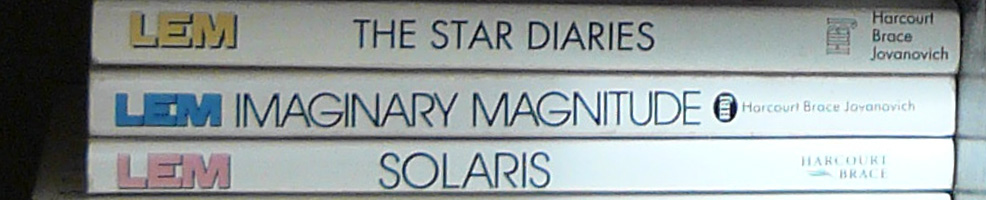 LEM THE STAR DIARIES Harcourt
Brace
Jovanovich
LEM IMAGINARY MAGNITUDE Harcourt Brace Jovanovich
LEM SOLARIS HARCOURT
BRACE